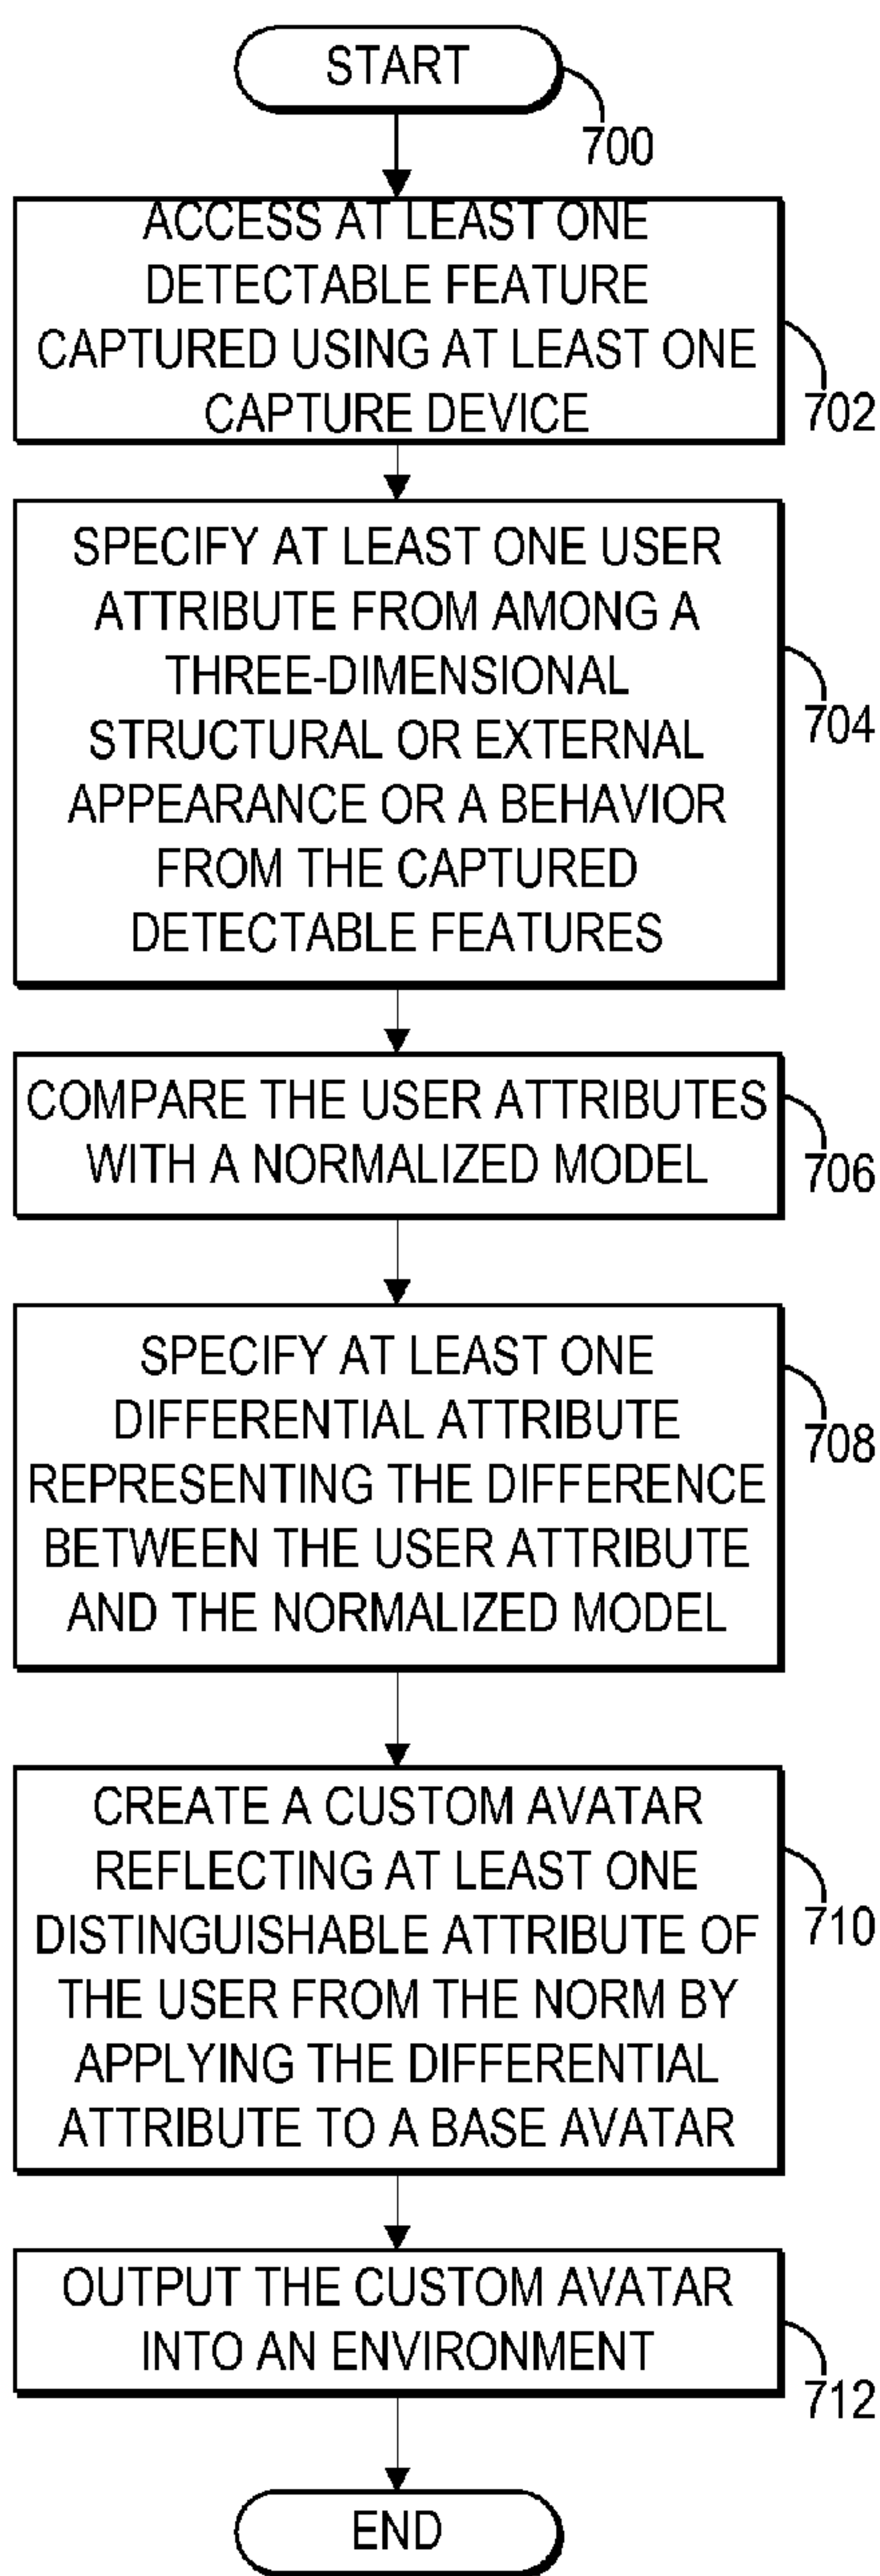 START
700
ACCESS AT LEAST ONE
DETECTABLE FEATURE
CAPTURED USING AT LEAST ONE
CAPTURE DEVICE
702
SPECIFY AT LEAST ONE USER
ATTRIBUTE FROM AMONG A
THREE-DIMENSIONAL
STRUCTURAL OR EXTERNAL
APPEARANCE OR A BEHAVIOR
FROM THE CAPTURED
DETECTABLE FEATURES
704
COMPARE THE USER ATTRIBUTES
WITH A NORMALIZED MODEL
706
SPECIFY AT LEAST ONE
DIFFERENTIAL ATTRIBUTE
REPRESENTING THE DIFFERENCE
BETWEEN THE USER ATTRIBUTE
AND THE NORMALIZED MODEL
708
CREATE A CUSTOM AVATAR
REFLECTING AT LEAST ONE
DISTINGUISHABLE ATTRIBUTE OF
THE USER FROM THE NORM BY
APPLYING THE DIFFERENTIAL
ATTRIBUTE TO A BASE AVATAR
710
OUTPUT THE CUSTOM AVATAR
INTO AN ENVIRONMENT
712
END